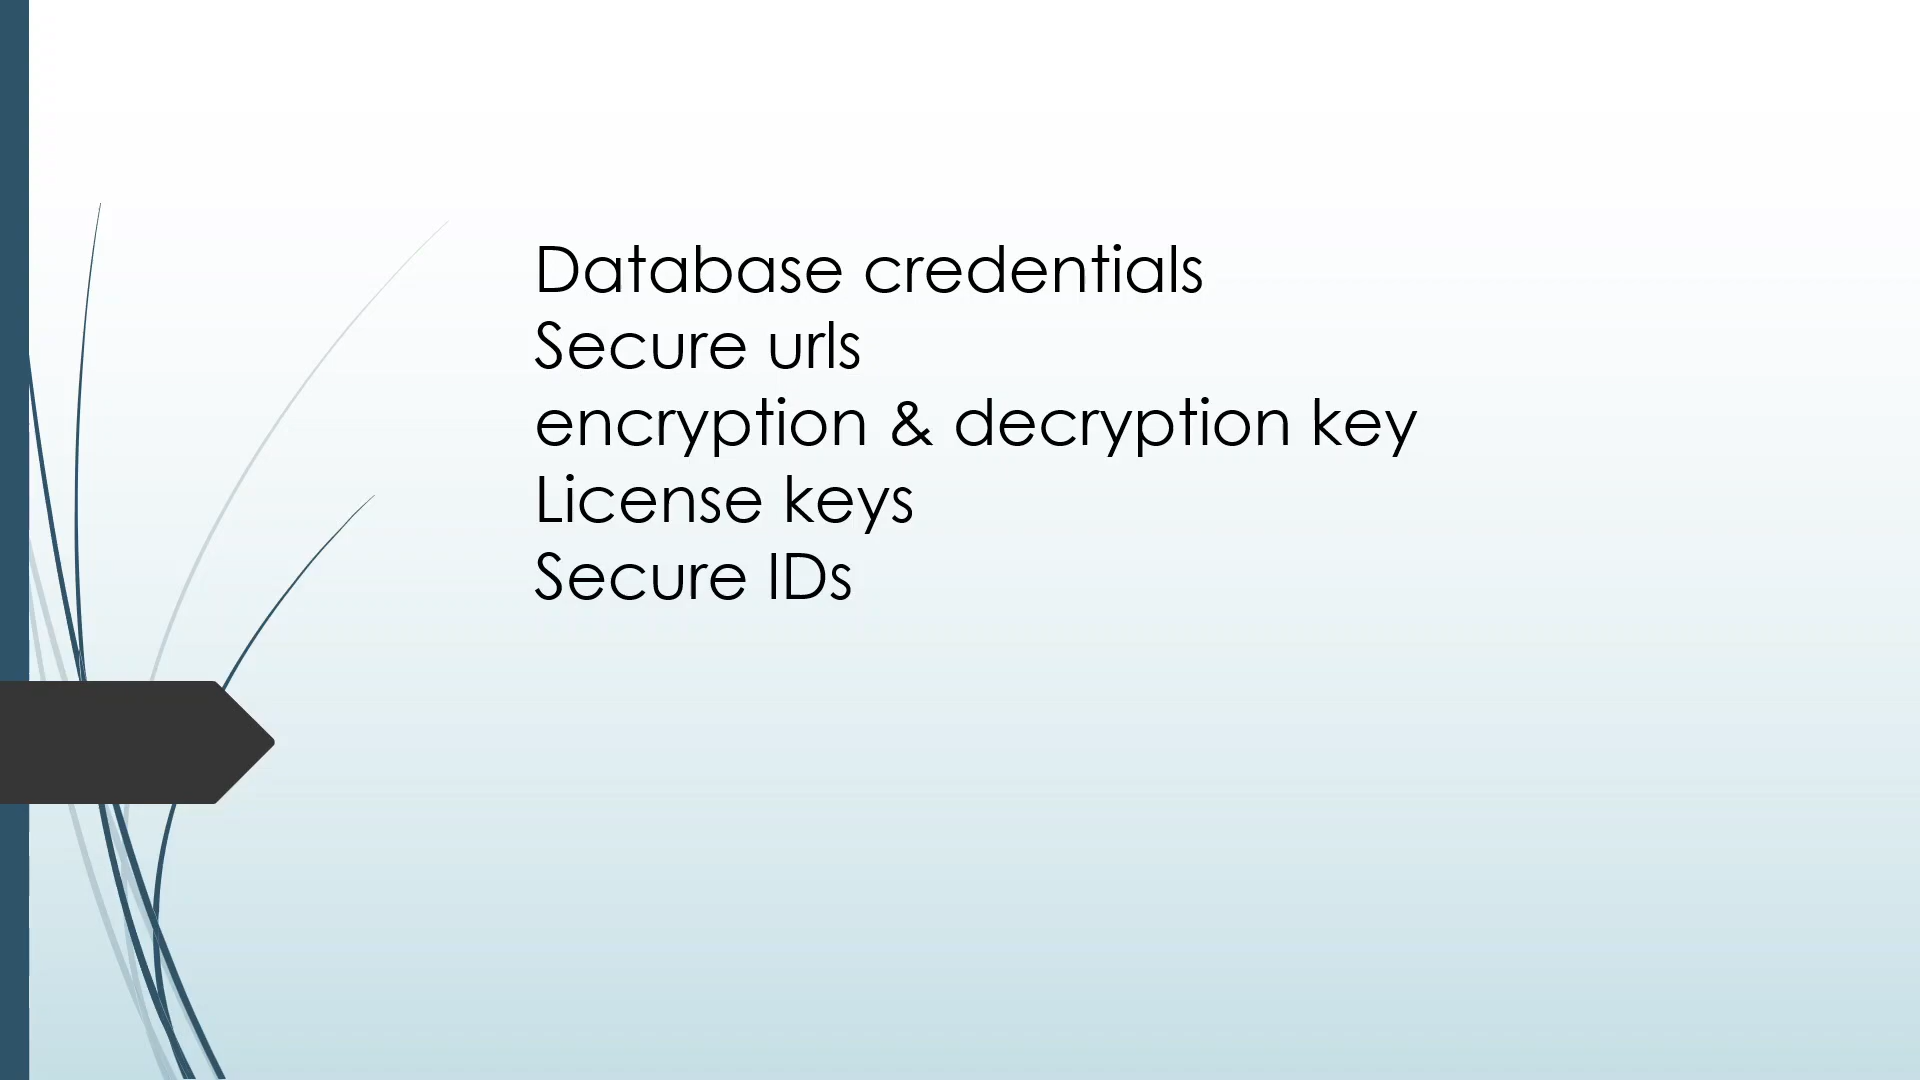 Database credentials
Secure urls
encryption & decryption key
License keys
Secure IDs